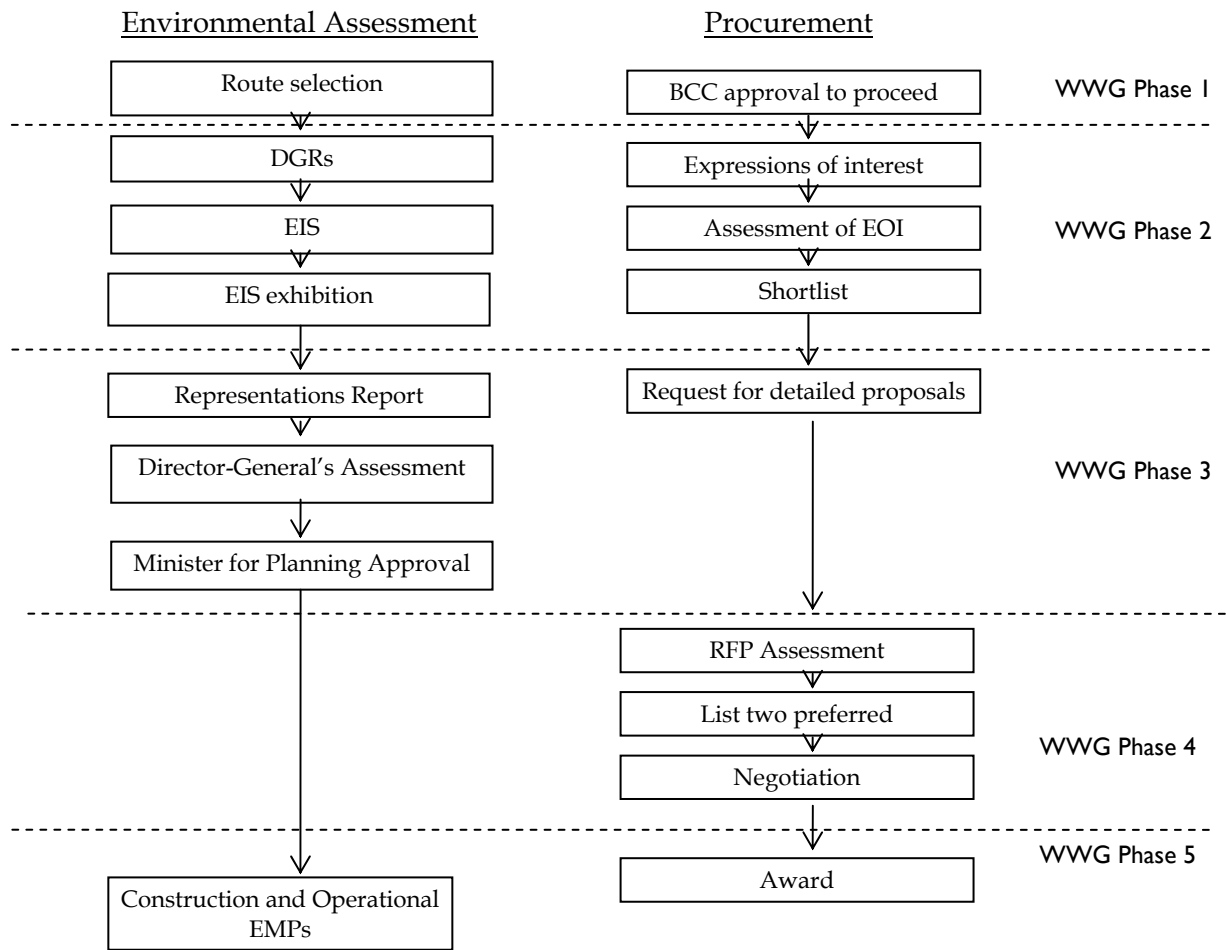 Environmental Assessment
Procurement
Route selection
BCC approval to proceed
WWG Phase 1
DGRs
Expressions of interest
EIS
Assessment of EOI
WWG Phase 2
EIS exhibition
Shortlist
Representations Report
Request for detailed proposals
Director-General's Assessment
WWG Phase 3
Minister for Planning Approval
RFP Assessment
List two preferred
WWG Phase 4
Negotiation
WWG Phase 5
Award
Construction and Operational
EMPs